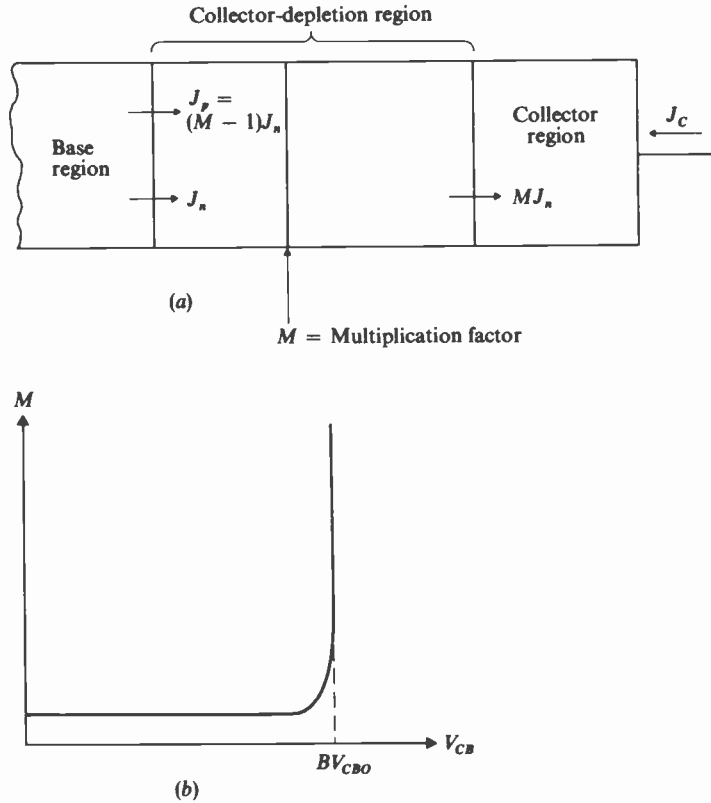 Collector-depletion region
J_p =
(M − 1)J_n
Base
region
J_n
MJ_n
Collector
region
J_C
(a)
M = Multiplication factor
M
V_CB
BV_CBO
(b)